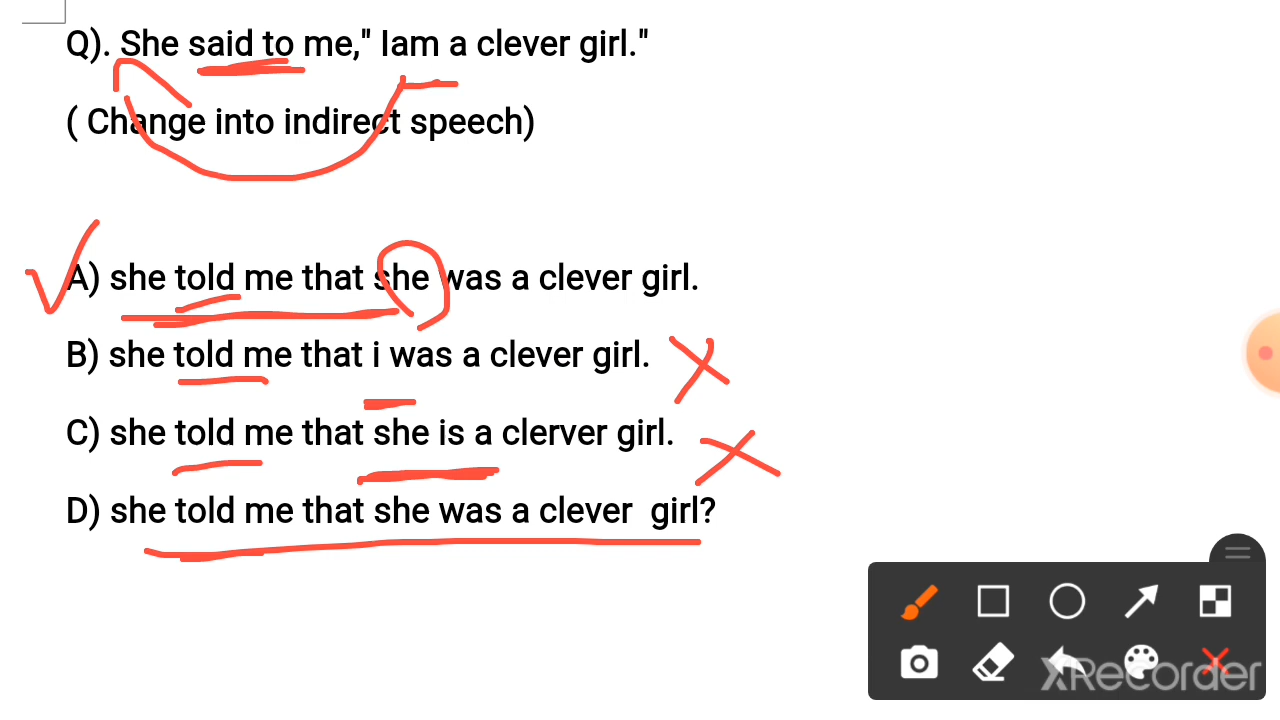 Q). She said to me," Iam a clever girl."
( Change into indirect speech)
A) she told me that she was a clever girl.
B) she told me that i was a clever girl.
C) she told me that she is a clerver girl.
D) she told me that she was a clever  girl?
XRecorder